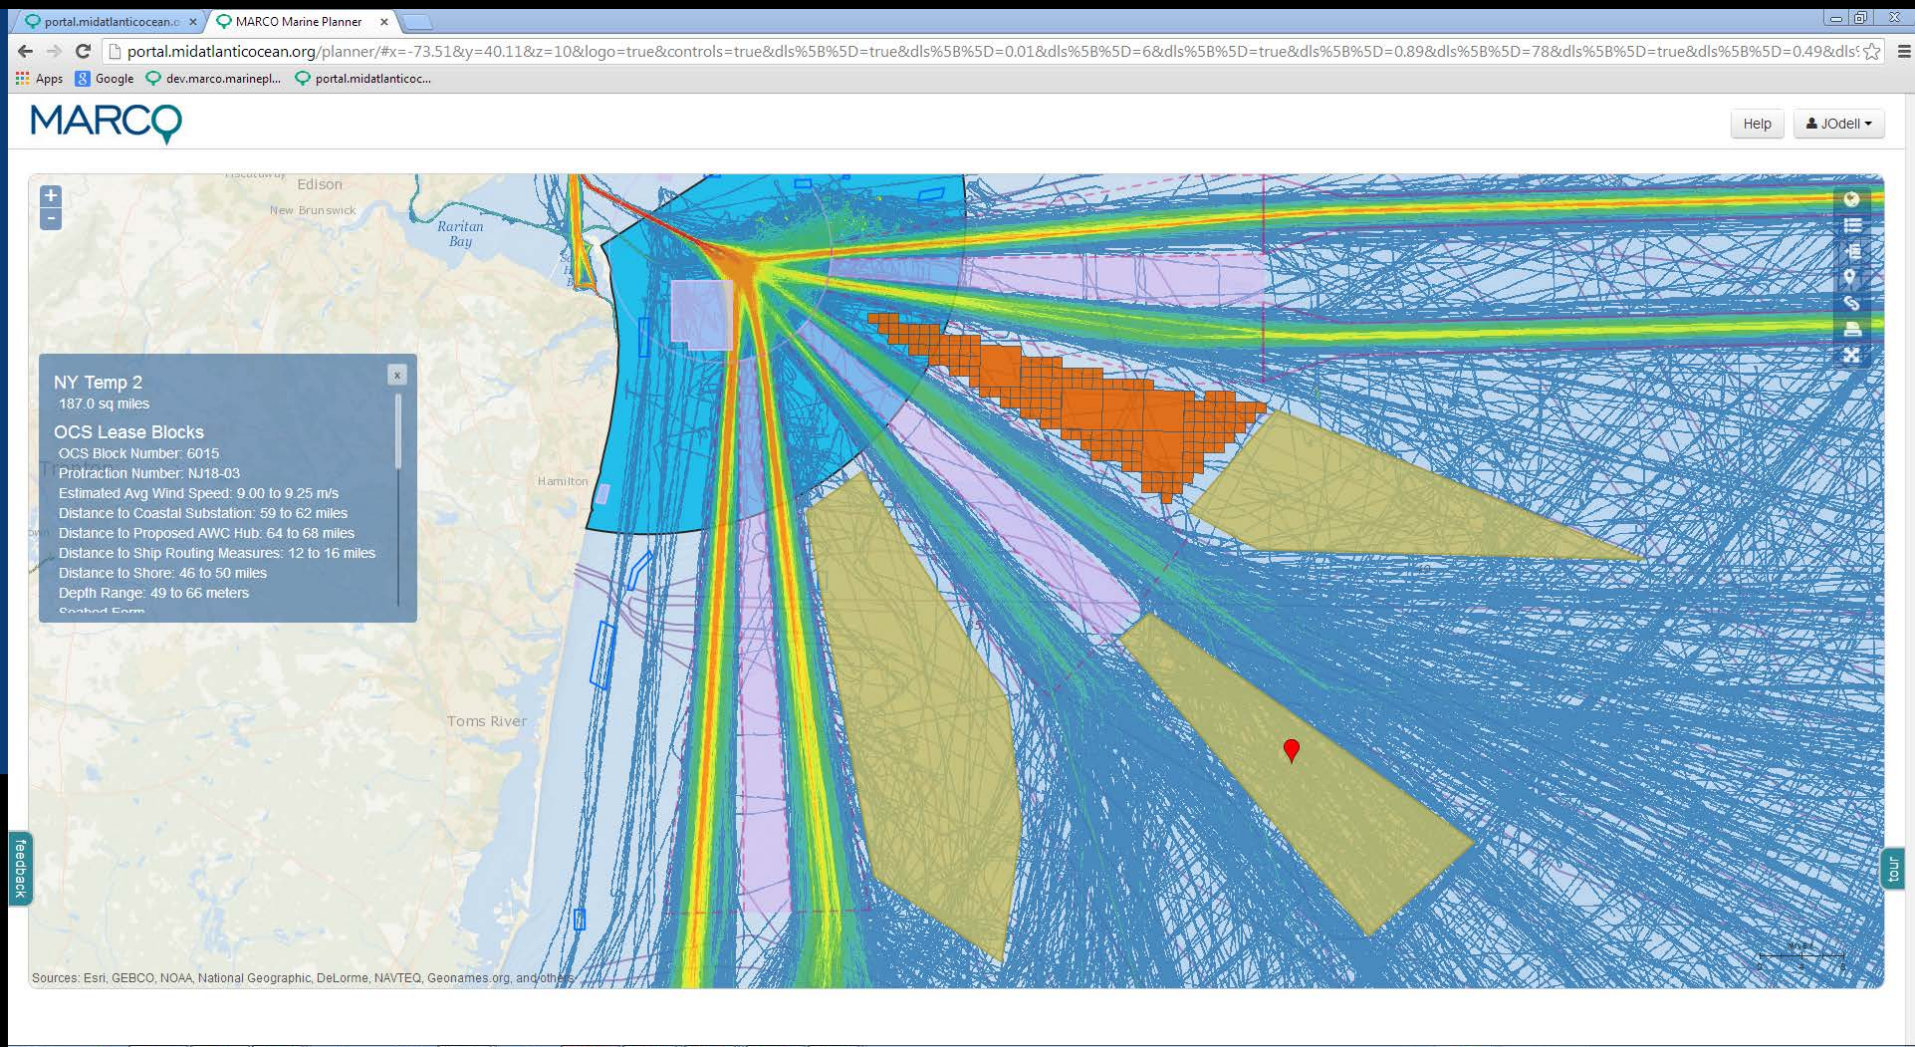 portal.midatlanticocean.o
MARCO Marine Planner
portal.midatlanticocean.org/planner/#x=-73.51&y=40.11&z=10&logo=true&controls=true&dls%5B%5D=true&dls%5B%5D=0.01&dls%5B%5D=6&dls%5B%5D=true&dls%5B%5D=0.89&dls%5B%5D=78&dls%5B%5D=true&dls%5B%5D=0.49&dls%
Apps
Google
dev.marco.marinepl...
portal.midatlanticoc...
MARCO
Help
JOdell
+
-
Edison
New Brunswick
Raritan
Bay
NY Temp 2
x
187.0 sq miles
OCS Lease Blocks
OCS Block Number: 6015
Protraction Number: NJ18-03
Estimated Avg Wind Speed: 9.00 to 9.25 m/s
Distance to Coastal Substation: 59 to 62 miles
Distance to Proposed AWC Hub: 64 to 68 miles
Distance to Ship Routing Measures: 12 to 16 miles
Distance to Shore: 46 to 50 miles
Depth Range: 49 to 66 meters
Seabed Form
Hamilton
Toms River
feedback
tour
Sources: Esri, GEBCO, NOAA, National Geographic, DeLorme, NAVTEQ, Geonames.org, and others